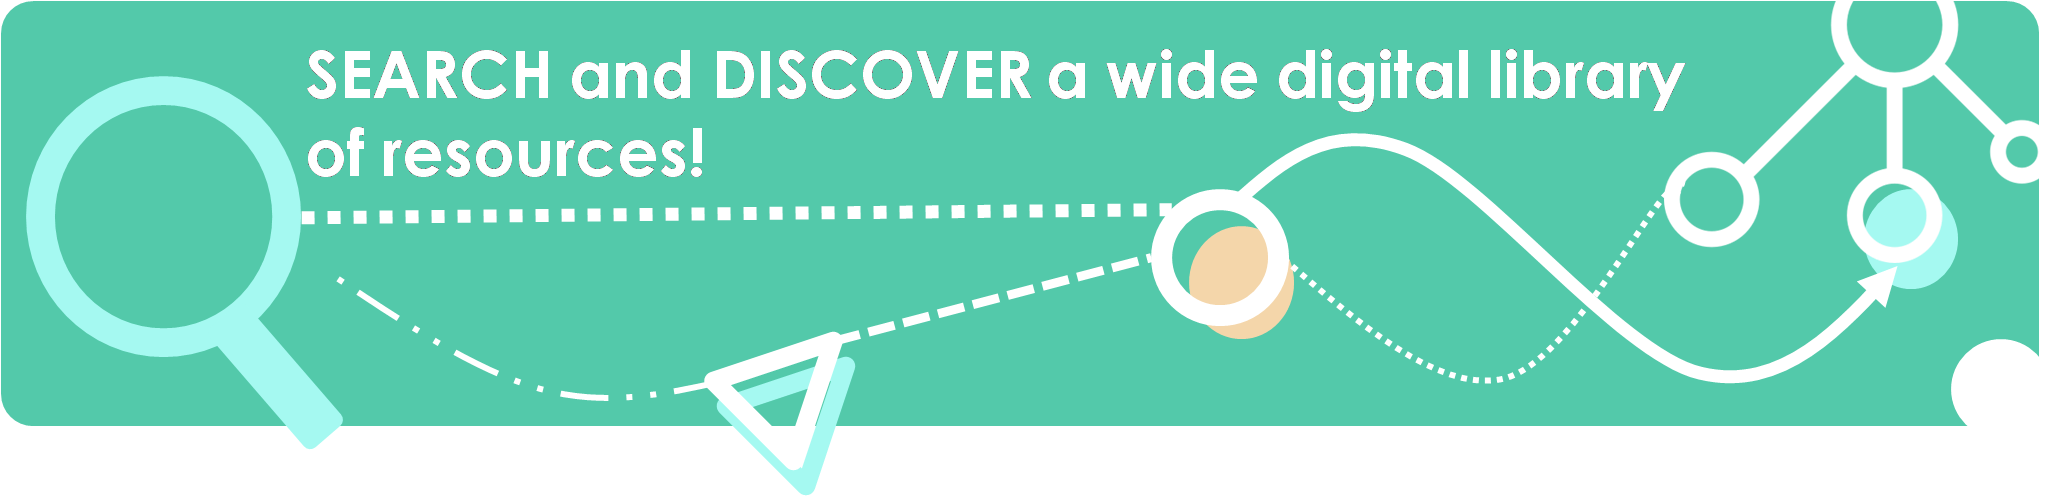 SEARCH and DISCOVER a wide digital library
of resources!